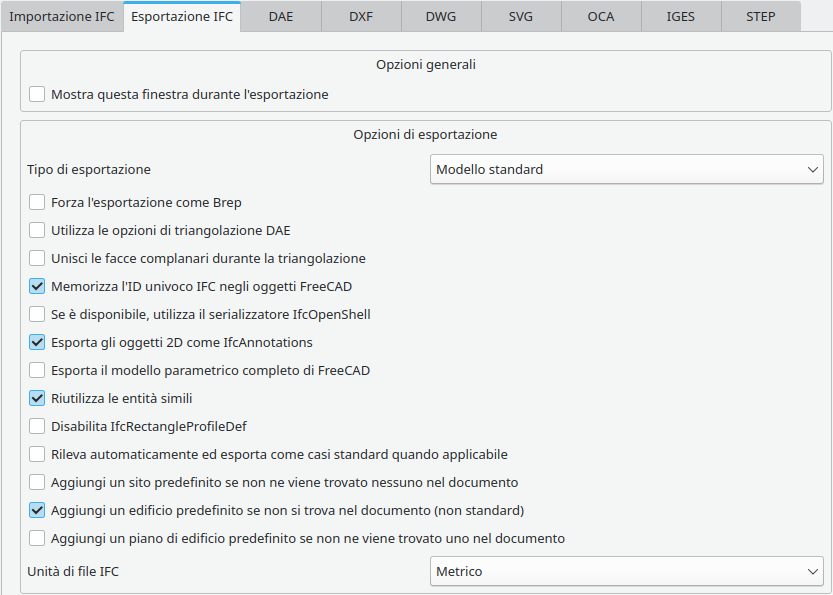 Importazione IFC
Esportazione IFC
DAE
DXF
DWG
SVG
OCA
IGES
STEP
Opzioni generali
Mostra questa finestra durante l'esportazione
Opzioni di esportazione
Tipo di esportazione
Modello standard
Forza l'esportazione come Brep
Utilizza le opzioni di triangolazione DAE
Unisci le facce complanari durante la triangolazione
Memorizza l'ID univoco IFC negli oggetti FreeCAD
Se è disponibile, utilizza il serializzatore IfcOpenShell
Esporta gli oggetti 2D come IfcAnnotations
Esporta il modello parametrico completo di FreeCAD
Riutilizza le entità simili
Disabilita IfcRectangleProfileDef
Rileva automaticamente ed esporta come casi standard quando applicabile
Aggiungi un sito predefinito se non ne viene trovato nessuno nel documento
Aggiungi un edificio predefinito se non si trova nel documento (non standard)
Aggiungi un piano di edificio predefinito se non ne viene trovato uno nel documento
Unità di file IFC
Metrico